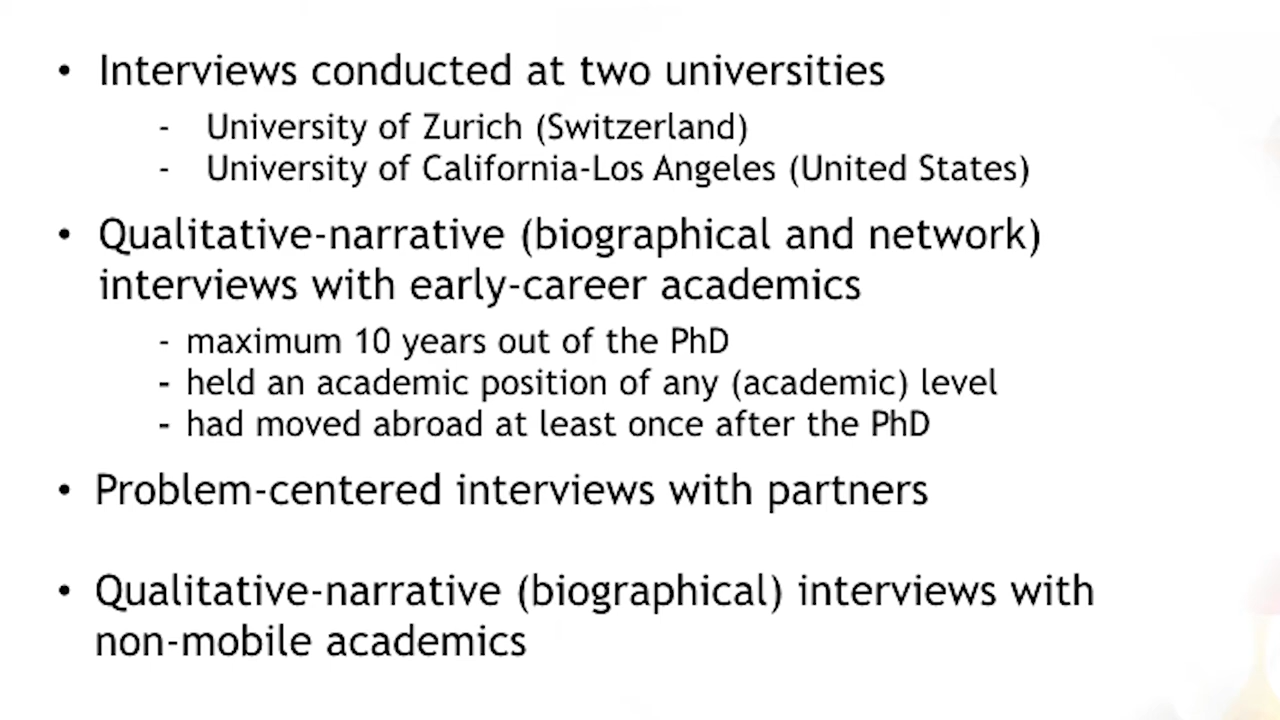 • Interviews conducted at two universities
- University of Zurich (Switzerland)
- University of California-Los Angeles (United States)
• Qualitative-narrative (biographical and network)
interviews with early-career academics
- maximum 10 years out of the PhD
- held an academic position of any (academic) level
- had moved abroad at least once after the PhD
• Problem-centered interviews with partners
• Qualitative-narrative (biographical) interviews with
non-mobile academics